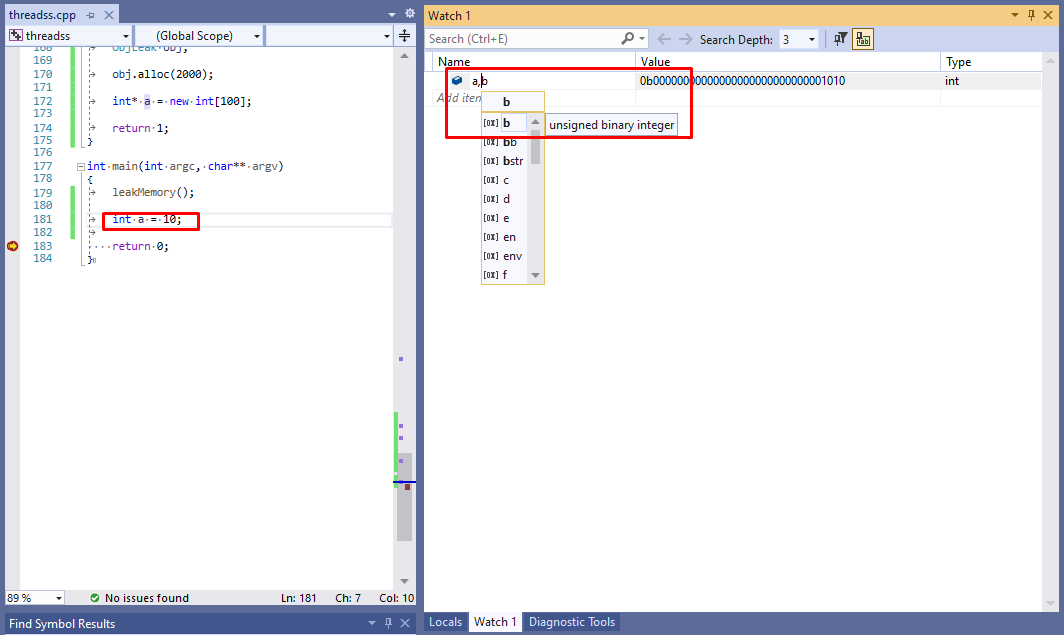 threadss.cpp
threadss
(Global Scope)
168 ObjLeak obj;
169
170 obj.alloc(2000);
171
172 int* a = new int[100];
173
174 return 1;
175 }
176
177 int main(int argc, char** argv)
178 {
179 leakMemory();
180
181 int a = 10;
182
183 return 0;
184 }
89 %
No issues found
Ln: 181 Ch: 7 Col: 10
Find Symbol Results
Watch 1
Search (Ctrl+E)
Search Depth: 3
Name Value Type
a,b 0b00000000000000000000000000001010 int
Add iten
b
b unsigned binary integer
bb
bstr
c
d
e
en
env
f
Locals Watch 1 Diagnostic Tools